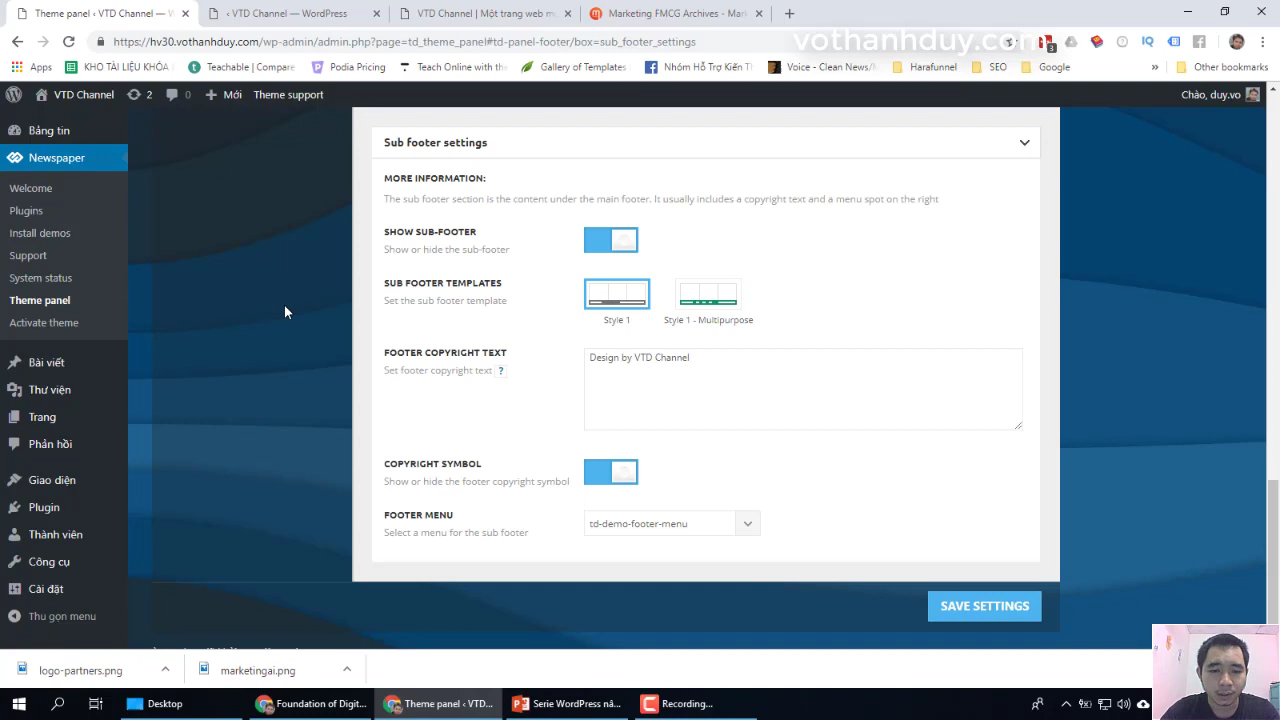 Theme panel ‹ VTD Channel — W
‹ VTD Channel — WordPress
VTD Channel | Một trang web m
Marketing FMCG Archives - Mark
https://hv30.vothanhduy.com/wp-admin/admin.php?page=td_theme_panel#td-panel-footer/box=sub_footer_settings
vothanhduy.com
3
Apps
KHO TÀI LIỆU KHÓA
Teachable | Compare
Podia Pricing
Teach Online with the
Gallery of Templates
Nhóm Hỗ Trợ Kiến Th
Voice - Clean News/M
Harafunnel
SEO
Google
»
Other bookmarks
VTD Channel
2
0
Mới
Theme support
Chào, duy.vo
Bảng tin
Newspaper
Welcome
Plugins
Install demos
Support
System status
Theme panel
Activate theme
Bài viết
Thư viện
Trang
Phản hồi
Giao diện
Plugin
Thành viên
Công cụ
Cài đặt
Thu gọn menu
Sub footer settings
MORE INFORMATION:
The sub footer section is the content under the main footer. It usually includes a copyright text and a menu spot on the right
SHOW SUB-FOOTER
Show or hide the sub-footer
SUB FOOTER TEMPLATES
Set the sub footer template
Style 1
Style 1 - Multipurpose
FOOTER COPYRIGHT TEXT
Set footer copyright text ?
Design by VTD Channel
COPYRIGHT SYMBOL
Show or hide the footer copyright symbol
FOOTER MENU
Select a menu for the sub footer
td-demo-footer-menu
SAVE SETTINGS
logo-partners.png
marketingai.png
Desktop
Foundation of Digit...
Theme panel ‹ VTD...
Serie WordPress nâ...
Recording...